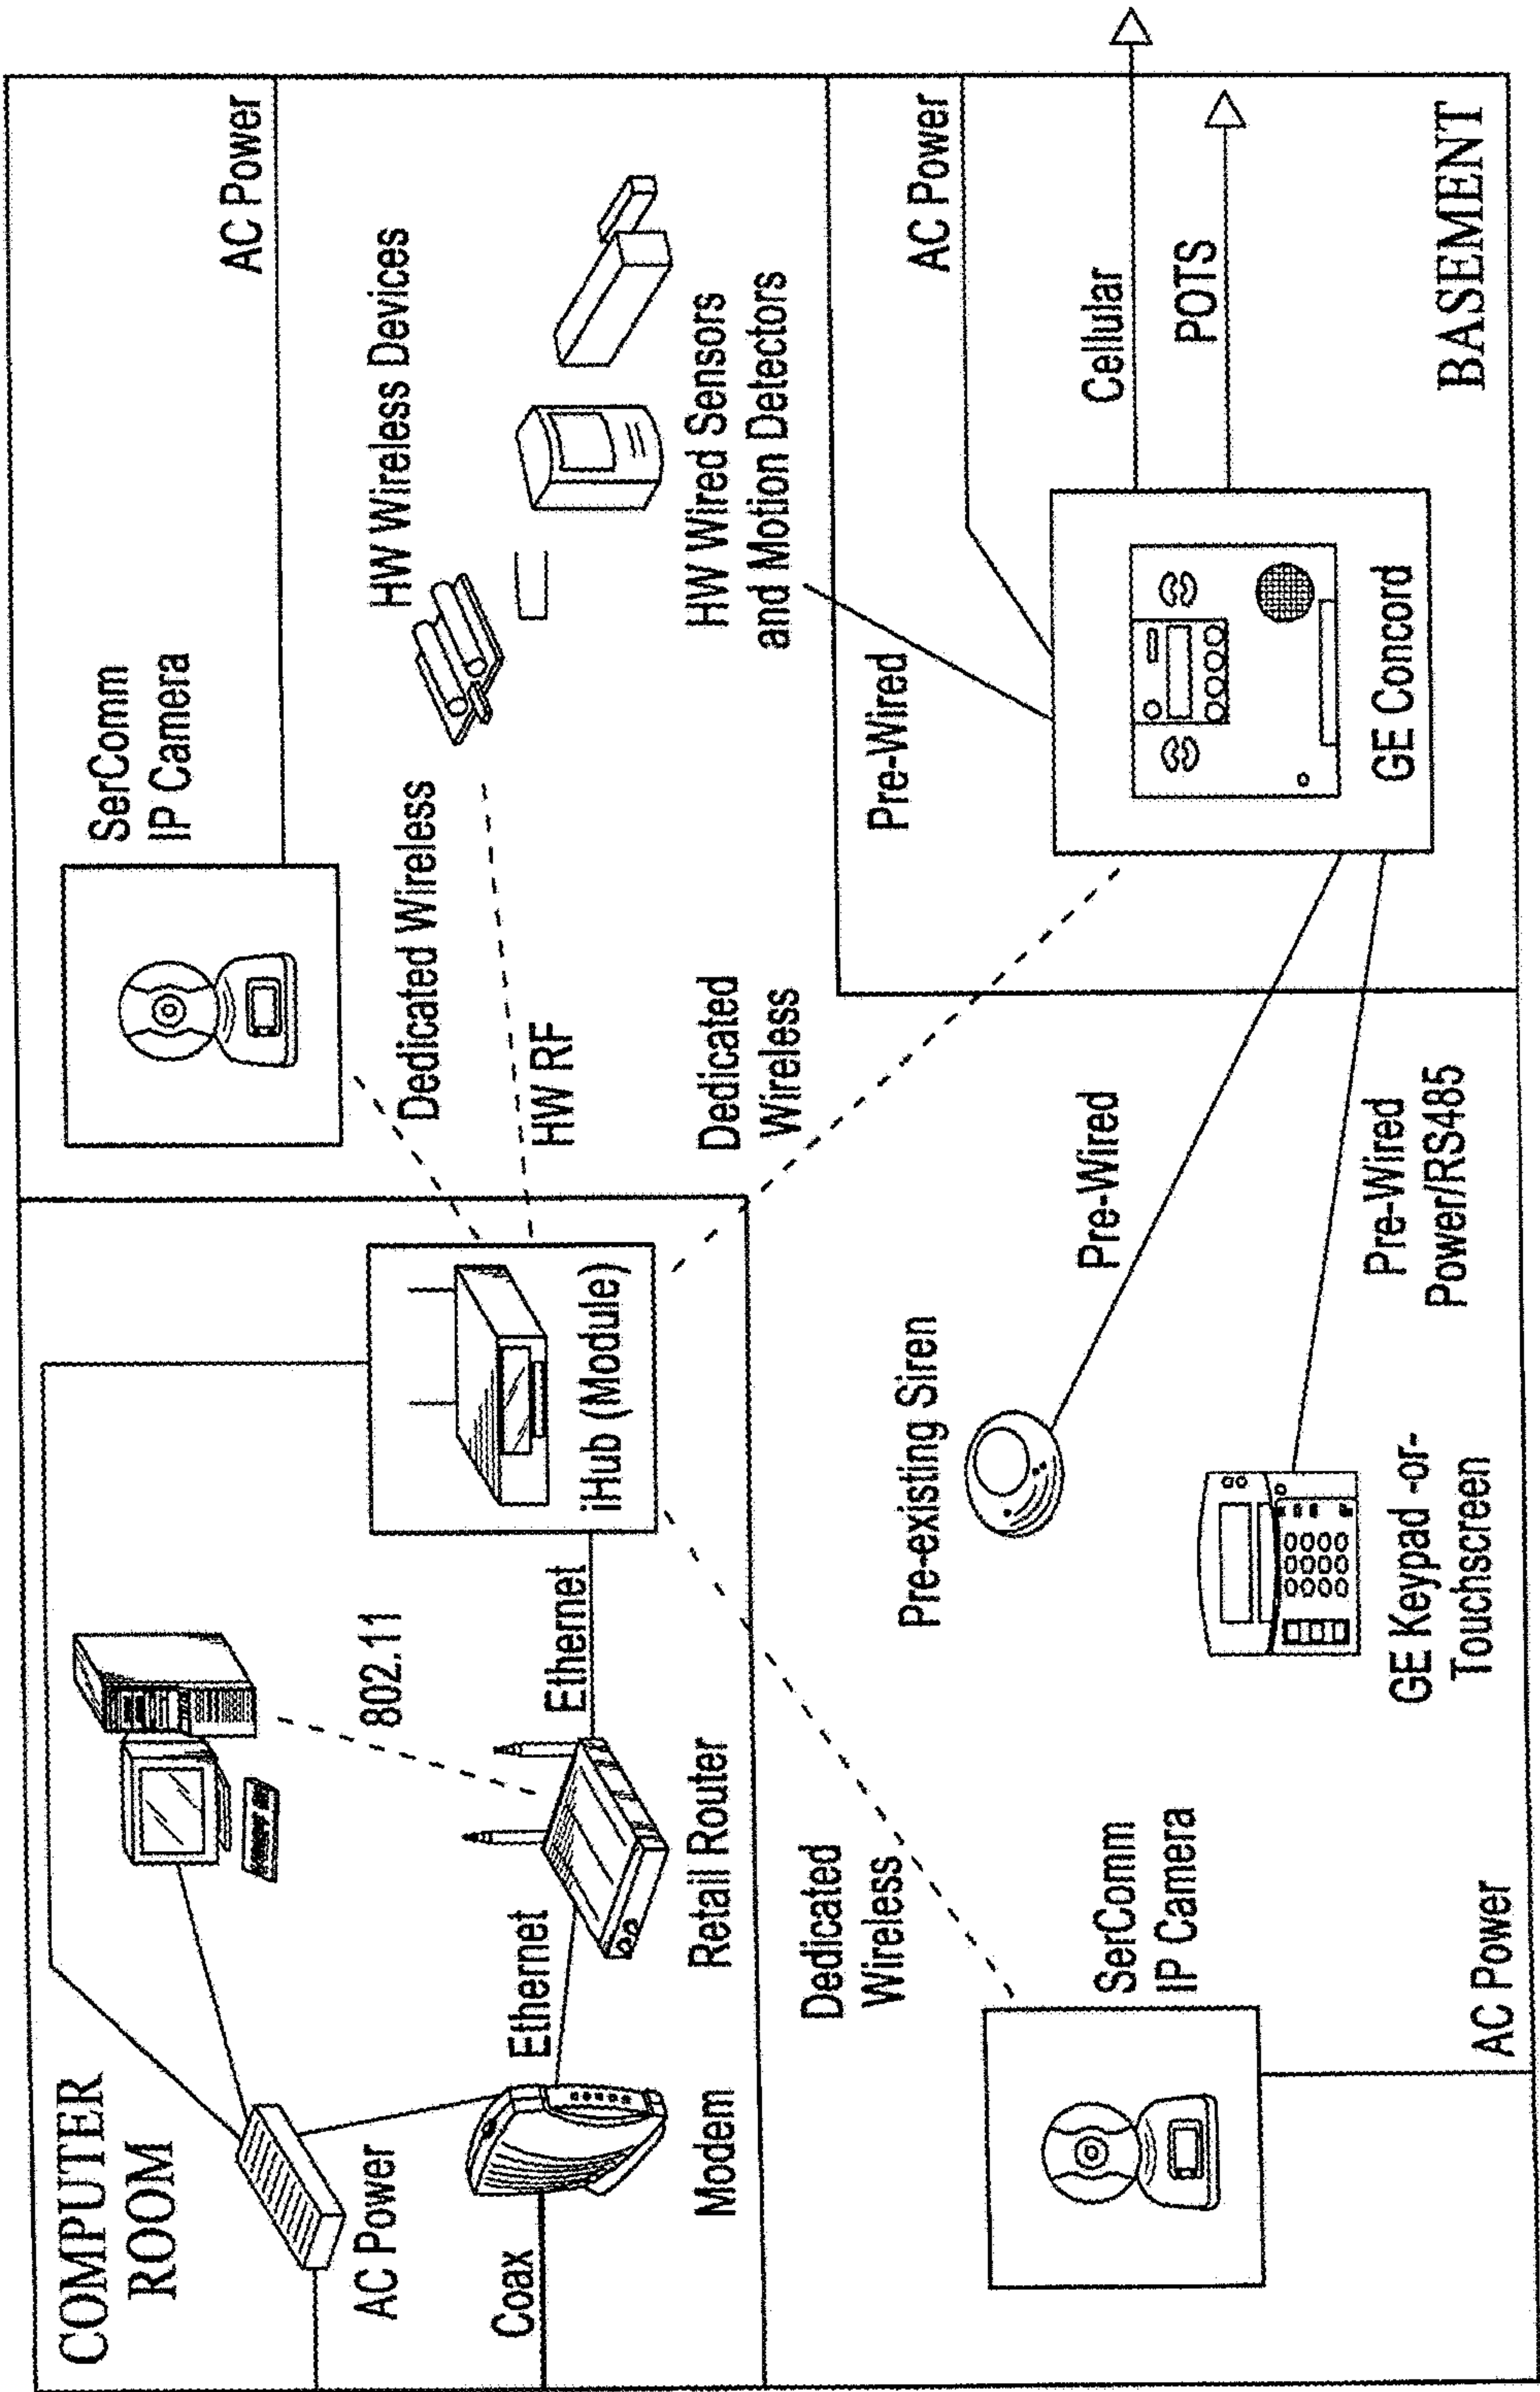 COMPUTER
ROOM
AC Power
Coax
Modem
Ethernet
Retail Router
802.11
Ethernet
iHub (Module)
SerComm
IP Camera
AC Power
Dedicated Wireless
HW RF
HW Wireless Devices
HW Wired Sensors
and Motion Detectors
Dedicated
Wireless
Dedicated
Wireless
SerComm
IP Camera
AC Power
Pre-existing Siren
Pre-Wired
GE Keypad -or-
Touchscreen
Pre-Wired
Power/RS485
Pre-Wired
AC Power
Cellular
POTS
GE Concord
BASEMENT